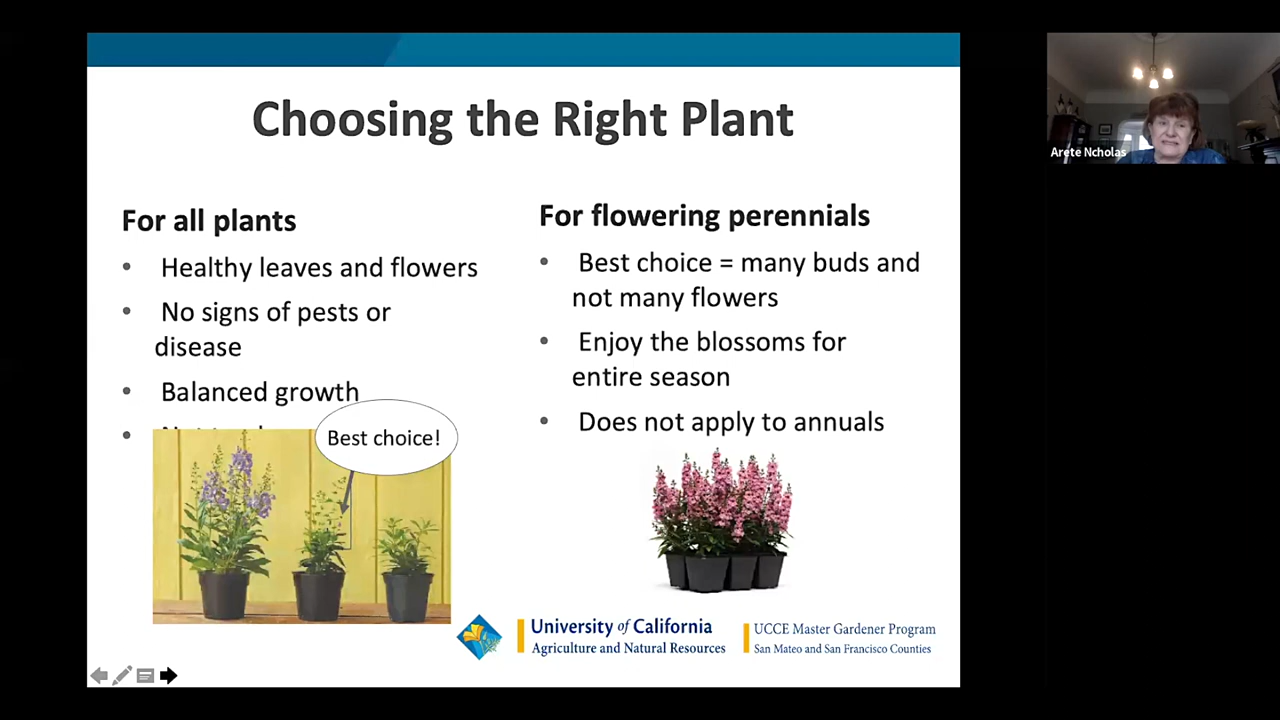 Choosing the Right Plant
For all plants
• Healthy leaves and flowers
• No signs of pests or
disease
• Balanced growth
Best choice!
For flowering perennials
• Best choice = many buds and
not many flowers
• Enjoy the blossoms for
entire season
• Does not apply to annuals
University of California
Agriculture and Natural Resources
UCCE Master Gardener Program
San Mateo and San Francisco Counties
Arete Ncholas